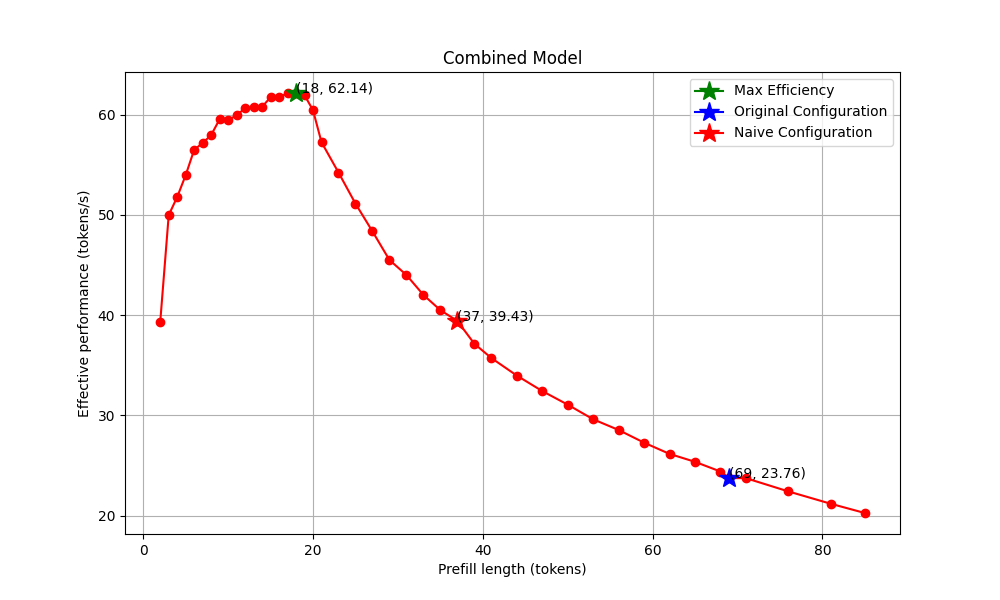 Combined Model
Max Efficiency
Original Configuration
Naive Configuration
(18, 62.14)
(37, 39.43)
(69, 23.76)
Effective performance (tokens/s)
60
50
40
30
20
0 20 40 60 80
Prefill length (tokens)